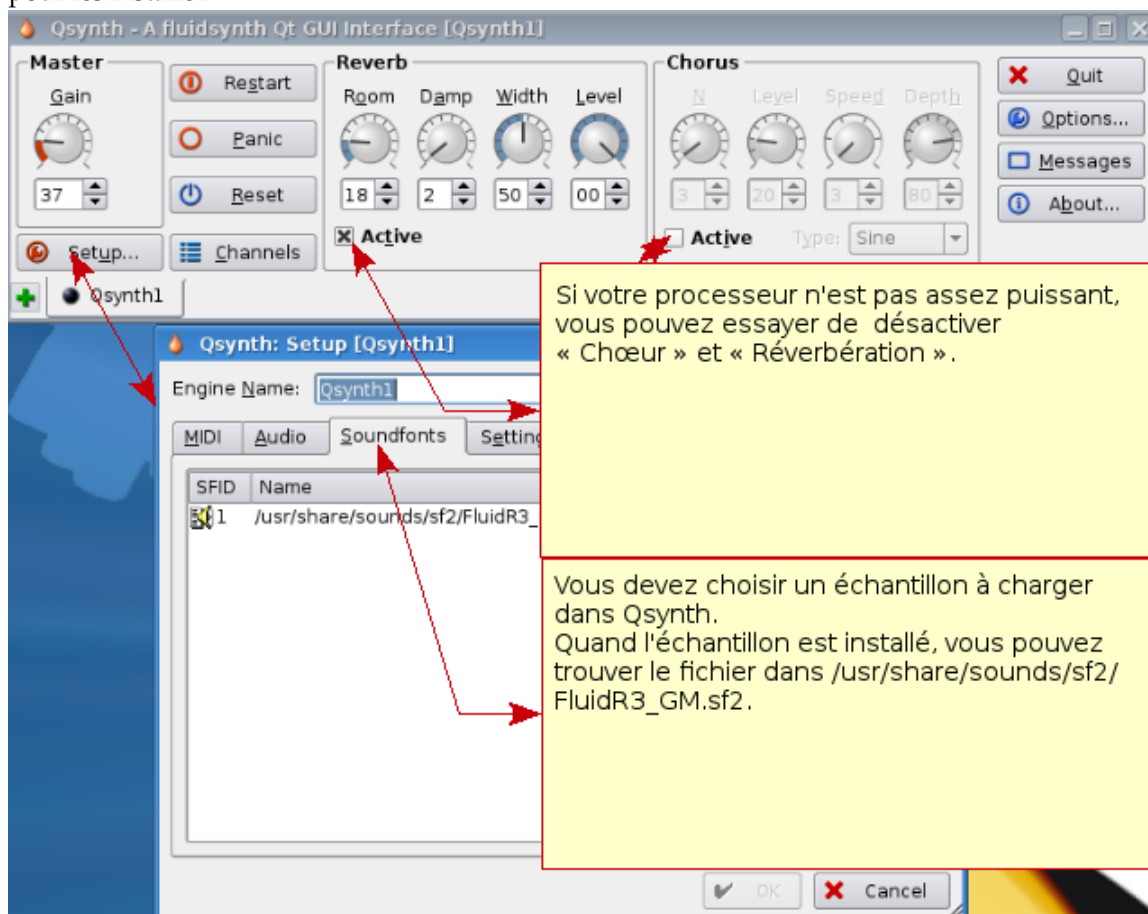 Qsynth - A fluidsynth Qt GUI Interface [Qsynth1]
Master
Gain
37
Setup...
Restart
Panic
Reset
Channels
Reverb
Room Damp Width Level
18 2 50 00
Active
Chorus
N Level Speed Depth
3 20 3 80
Active Type: Sine
Quit
Options...
Messages
About...
Qsynth1
Si votre processeur n'est pas assez puissant,
vous pouvez essayer de désactiver
« Chœur » et « Réverbération ».
Qsynth: Setup [Qsynth1]
Engine Name: Qsynth1
MIDI Audio Soundfonts Setting
SFID Name
1 /usr/share/sounds/sf2/FluidR3_
Vous devez choisir un échantillon à charger
dans Qsynth.
Quand l'échantillon est installé, vous pouvez
trouver le fichier dans /usr/share/sounds/sf2/
FluidR3_GM.sf2.
OK Cancel